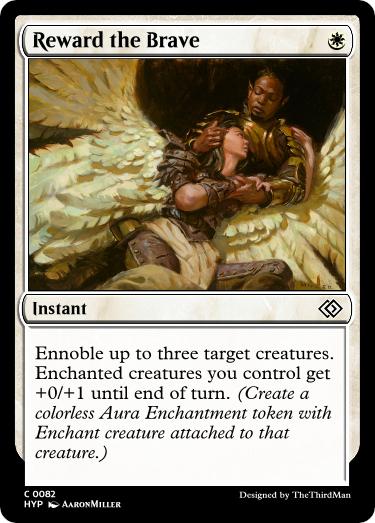 Reward the Brave
Instant
Ennoble up to three target creatures.
Enchanted creatures you control get
+0/+1 until end of turn. (Create a
colorless Aura Enchantment token with
Enchant creature attached to that
creature.)
C 0082
HYP AaronMiller
Designed by TheThirdMan